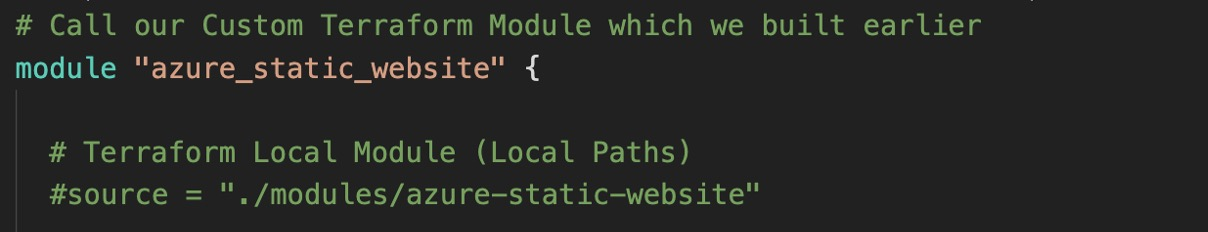 # Call our Custom Terraform Module which we built earlier
module "azure_static_website" {
# Terraform Local Module (Local Paths)
#source = "./modules/azure-static-website"